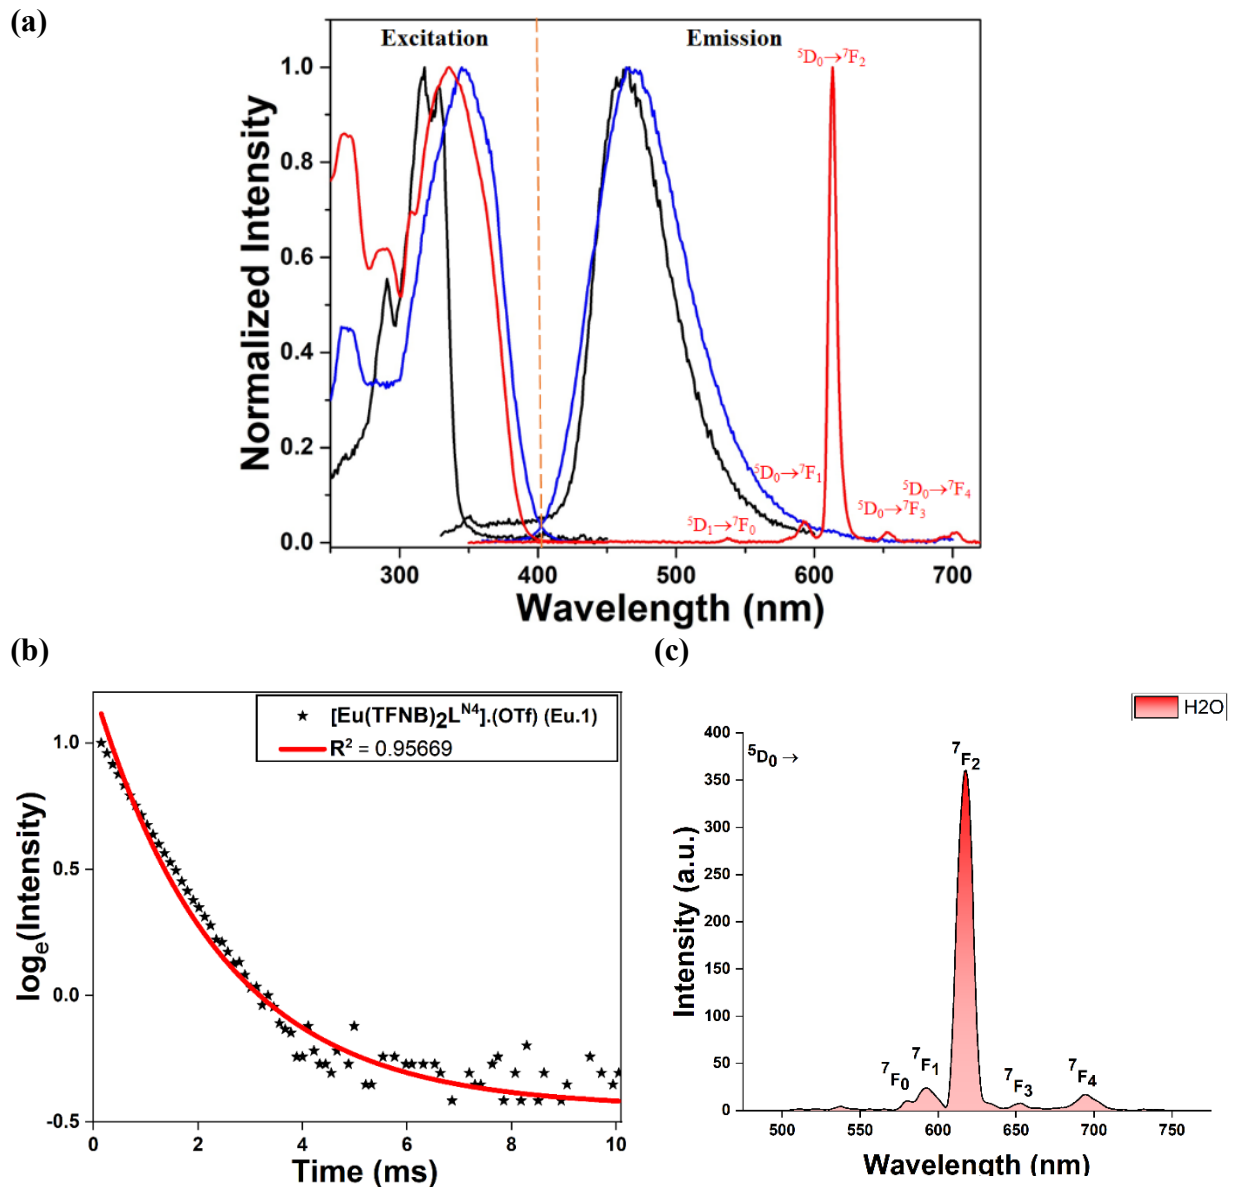 (a)
Excitation
Emission
⁵D₀→⁷F₂
⁵D₀→⁷F₁
⁵D₀→⁷F₄
⁵D₀→⁷F₃
⁵D₁→⁷F₀
Normalized Intensity
1.0
0.8
0.6
0.4
0.2
0.0
300 400 500 600 700
Wavelength (nm)
(b)
[Eu(TFNB)₂Lᴺ⁴].(OTf) (Eu.1)
R² = 0.95669
logₑ(Intensity)
1.0
0.5
0.0
-0.5
0 2 4 6 8 10
Time (ms)
(c)
H2O
⁵D₀ →
⁷F₂
⁷F₀
⁷F₁
⁷F₃
⁷F₄
Intensity (a.u.)
400
350
300
250
200
150
100
50
0
500 550 600 650 700 750
Wavelength (nm)